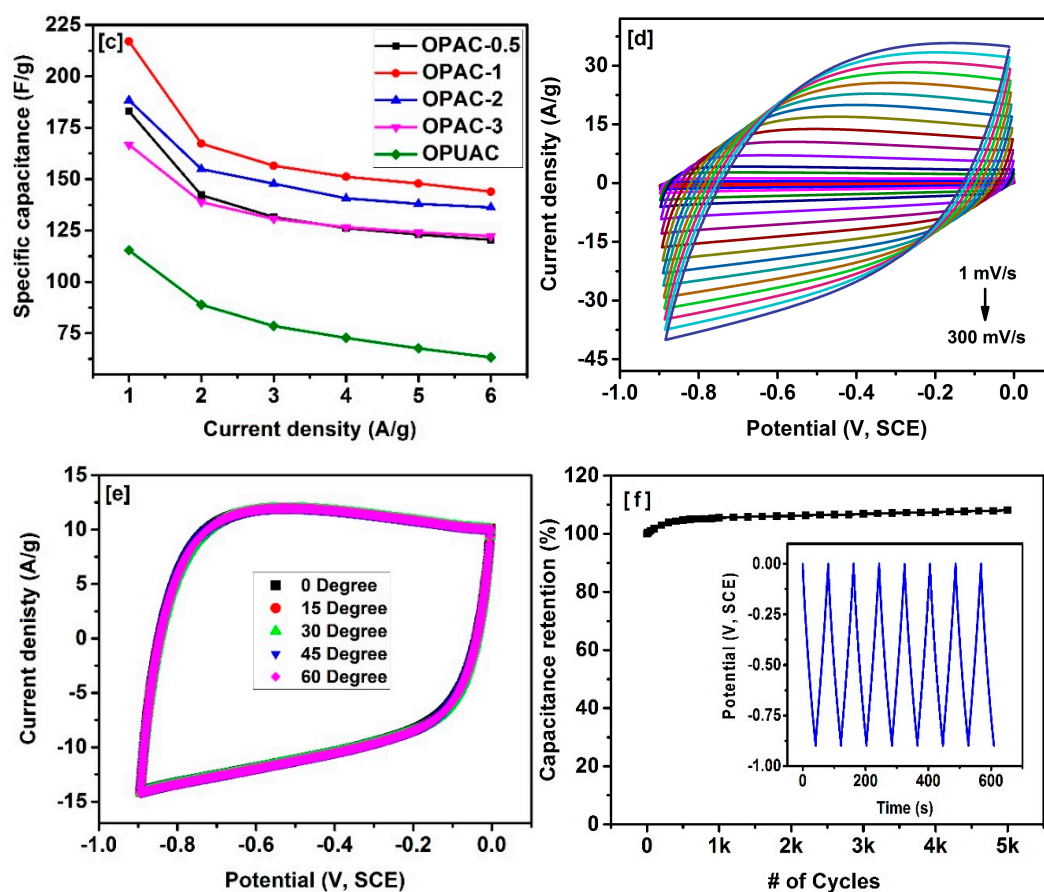 [c]
225
200
175
150
125
100
75
Specific capacitance (F/g)
OPAC-0.5
OPAC-1
OPAC-2
OPAC-3
OPUAC
1 2 3 4 5 6
Current density (A/g)
[d]
30
15
0
-15
-30
-45
Current density (A/g)
1 mV/s
300 mV/s
-1.0 -0.8 -0.6 -0.4 -0.2 0.0
Potential (V, SCE)
[e]
15
10
5
0
-5
-10
-15
Current denisty (A/g)
0 Degree
15 Degree
30 Degree
45 Degree
60 Degree
-1.0 -0.8 -0.6 -0.4 -0.2 0.0
Potential (V, SCE)
[f]
120
100
80
60
40
20
0
Capacitance retention (%)
0.00
-0.25
-0.50
-0.75
-1.00
Potential (V, SCE)
0 200 400 600
Time (s)
0 1k 2k 3k 4k 5k
# of Cycles